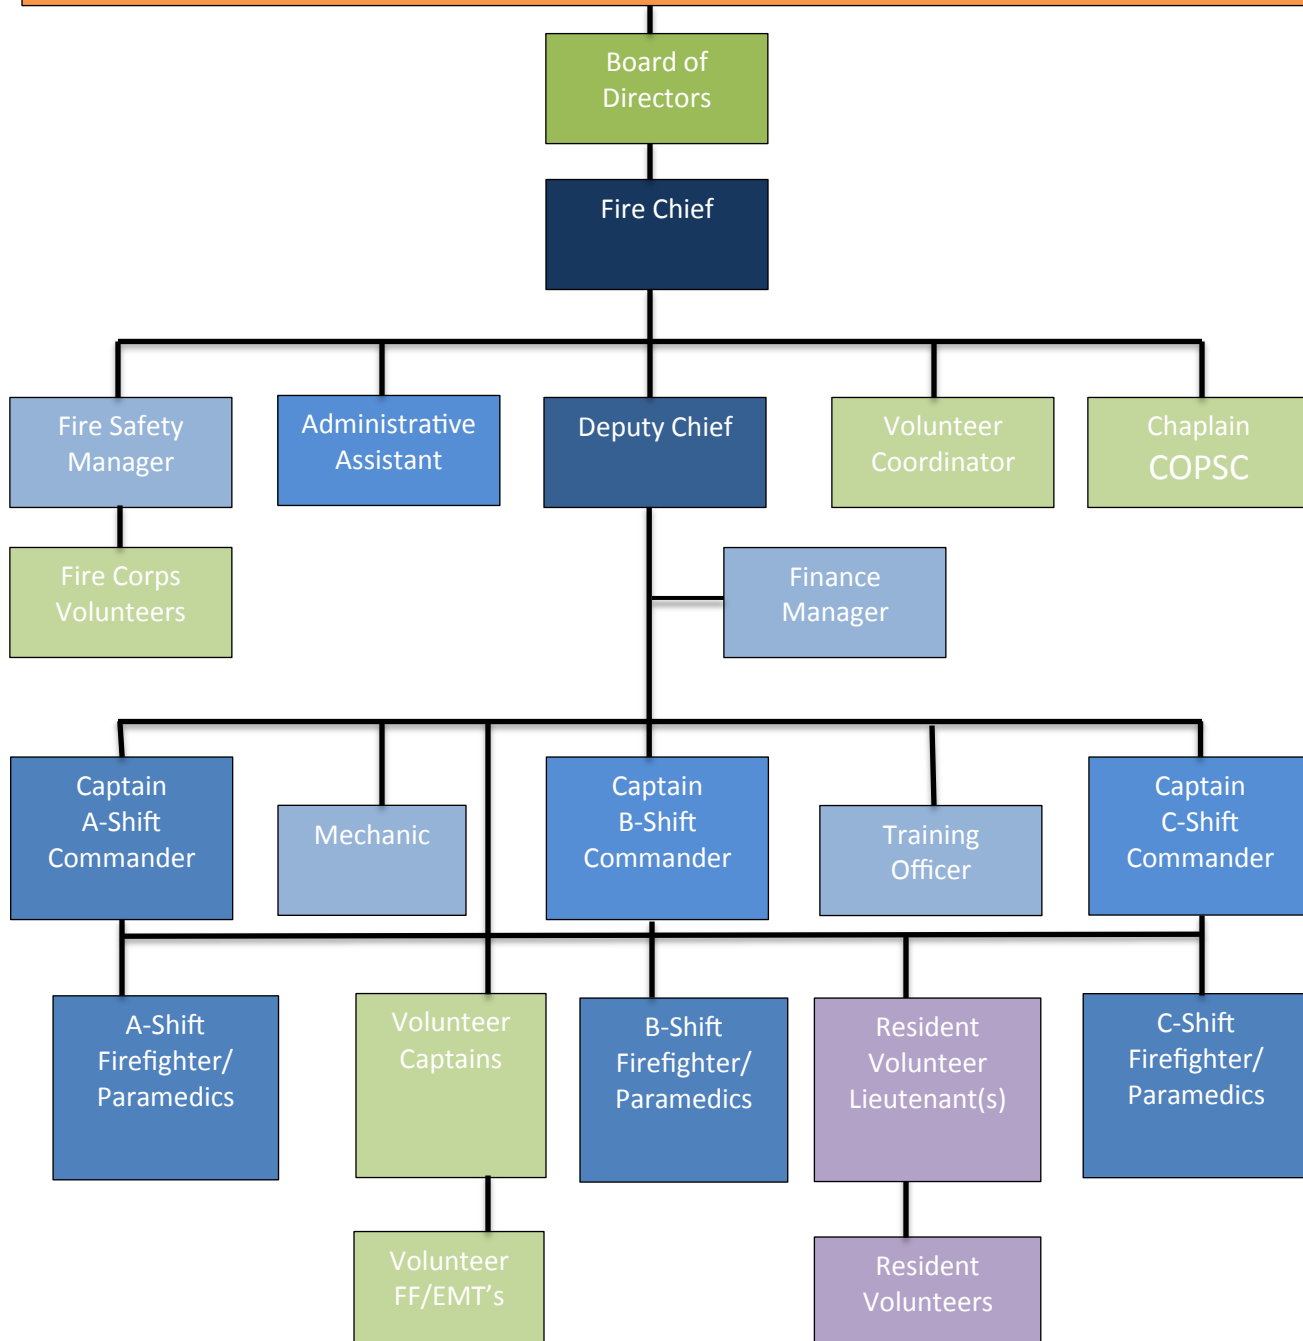 Board of
Directors
Fire Chief
Fire Safety
Manager
Administrative
Assistant
Deputy Chief
Volunteer
Coordinator
Chaplain
COPSC
Fire Corps
Volunteers
Finance
Manager
Captain
A-Shift
Commander
Mechanic
Captain
B-Shift
Commander
Training
Officer
Captain
C-Shift
Commander
A-Shift
Firefighter/
Paramedics
Volunteer
Captains
B-Shift
Firefighter/
Paramedics
Resident
Volunteer
Lieutenant(s)
C-Shift
Firefighter/
Paramedics
Volunteer
FF/EMT’s
Resident
Volunteers